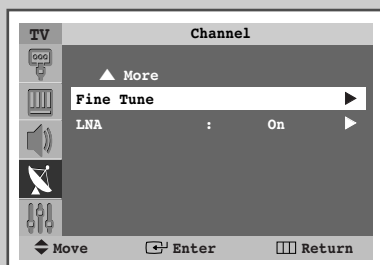 TV Channel
▲ More
Fine Tune ▶
LNA : On ▶
Move Enter Return